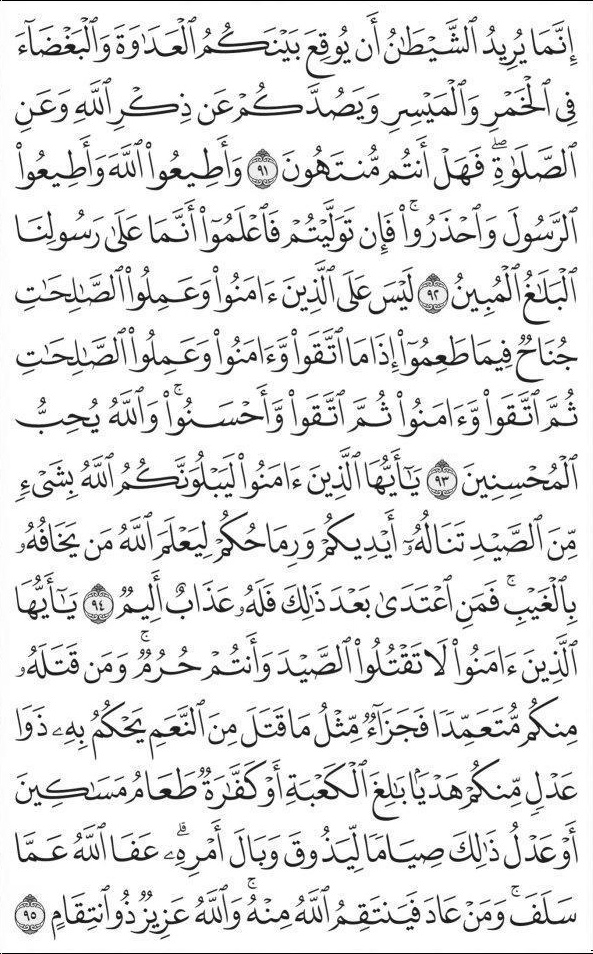 إِنَّمَا يُرِيدُ ٱلشَّيْطَٰنُ أَن يُوقِعَ بَيْنَكُمُ ٱلْعَدَٰوَةَ وَٱلْبَغْضَآءَ
فِى ٱلْخَمْرِ وَٱلْمَيْسِرِ وَيَصُدَّكُمْ عَن ذِكْرِ ٱللَّهِ وَعَنِ
ٱلصَّلَوٰةِ ۖ فَهَلْ أَنتُم مُّنتَهُونَ ٩١ وَأَطِيعُوا۟ ٱللَّهَ وَأَطِيعُوا۟
ٱلرَّسُولَ وَٱحْذَرُوا۟ ۚ فَإِن تَوَلَّيْتُمْ فَٱعْلَمُوٓا۟ أَنَّمَا عَلَىٰ رَسُولِنَا
ٱلْبَلَٰغُ ٱلْمُبِينُ ٩٢ لَيْسَ عَلَى ٱلَّذِينَ ءَامَنُوا۟ وَعَمِلُوا۟ ٱلصَّٰلِحَٰتِ
جُنَاحٌ فِيمَا طَعِمُوٓا۟ إِذَا مَا ٱتَّقَوا۟ وَّءَامَنُوا۟ وَعَمِلُوا۟ ٱلصَّٰلِحَٰتِ
ثُمَّ ٱتَّقَوا۟ وَّءَامَنُوا۟ ثُمَّ ٱتَّقَوا۟ وَّأَحْسَنُوا۟ ۗ وَٱللَّهُ يُحِبُّ
ٱلْمُحْسِنِينَ ٩٣ يَٰٓأَيُّهَا ٱلَّذِينَ ءَامَنُوا۟ لَيَبْلُوَنَّكُمُ ٱللَّهُ بِشَىْءٍ
مِّنَ ٱلصَّيْدِ تَنَالُهُۥٓ أَيْدِيكُمْ وَرِمَاحُكُمْ لِيَعْلَمَ ٱللَّهُ مَن يَخَافُهُۥ
بِٱلْغَيْبِ ۚ فَمَنِ ٱعْتَدَىٰ بَعْدَ ذَٰلِكَ فَلَهُۥ عَذَابٌ أَلِيمٌ ٩٤ يَٰٓأَيُّهَا
ٱلَّذِينَ ءَامَنُوا۟ لَا تَقْتُلُوا۟ ٱلصَّيْدَ وَأَنتُمْ حُرُمٌ ۚ وَمَن قَتَلَهُۥ
مِنكُم مُّتَعَمِّدًا فَجَزَآءٌ مِّثْلُ مَا قَتَلَ مِنَ ٱلنَّعَمِ يَحْكُمُ بِهِۦ ذَوَا
عَدْلٍ مِّنكُمْ هَدْيًۢا بَٰلِغَ ٱلْكَعْبَةِ أَوْ كَفَّٰرَةٌ طَعَامُ مَسَٰكِينَ
أَوْ عَدْلُ ذَٰلِكَ صِيَامًا لِّيَذُوقَ وَبَالَ أَمْرِهِۦ ۗ عَفَا ٱللَّهُ عَمَّا
سَلَفَ ۚ وَمَنْ عَادَ فَيَنتَقِمُ ٱللَّهُ مِنْهُ ۗ وَٱللَّهُ عَزِيزٌ ذُو ٱنتِقَامٍ ٩٥